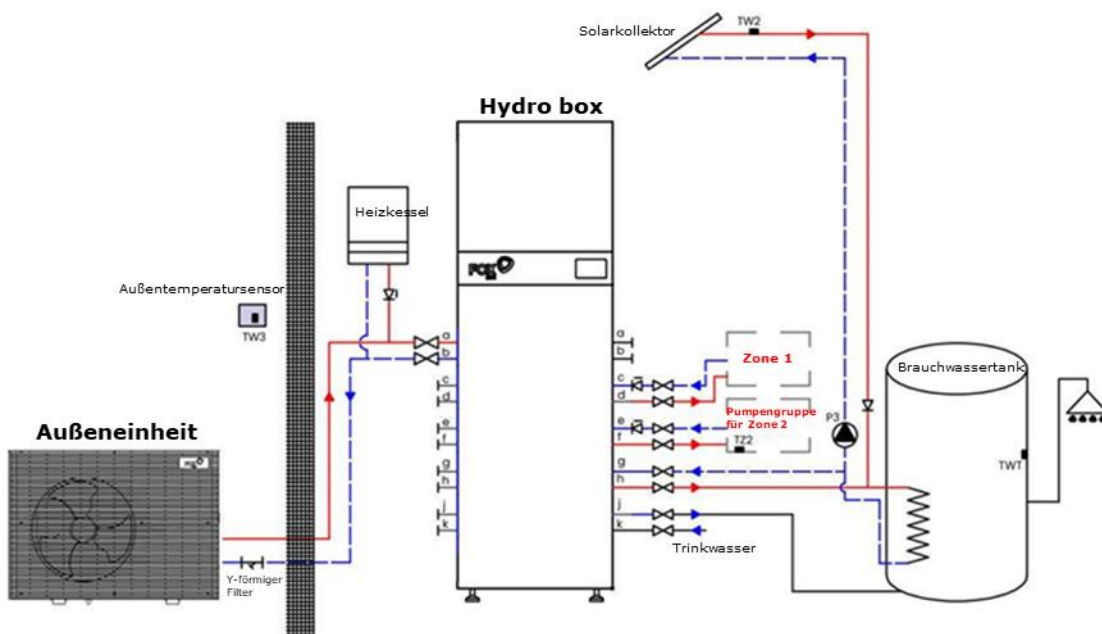 Solarkollektor
TW2
Hydro box
Heizkessel
FOX
Außentemperatursensor
TW3
a
b
c
d
e
f
g
h
j
k
a
b
c
d
e
f
g
h
j
k
Zone 1
Pumpengruppe
für Zone 2
TZ2
P3
Brauchwassertank
TWT
Trinkwasser
Außeneinheit
Y-förmiger
Filter